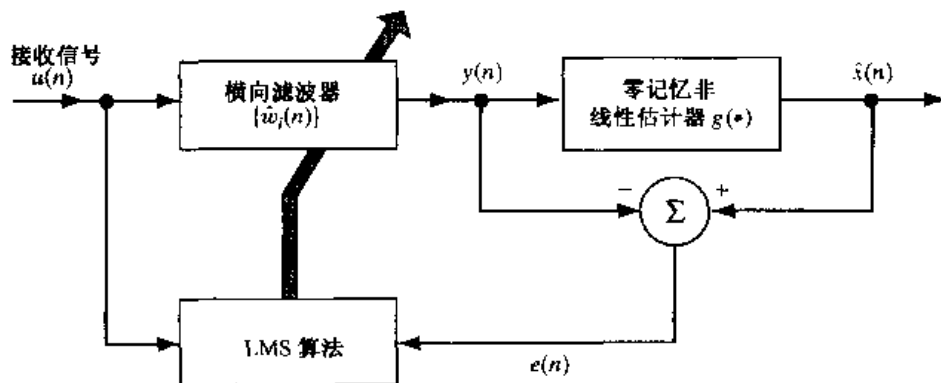 接收信号
u(n)
横向滤波器
{ŵᵢ(n)}
y(n)
零记忆非
线性估计器 g(•)
x̂(n)
−
+
Σ
LMS 算法
e(n)